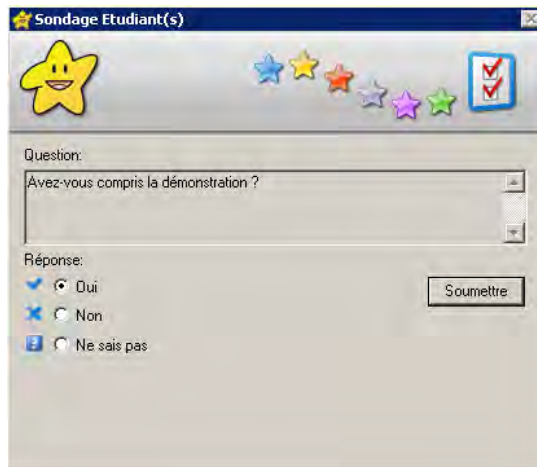 Sondage Etudiant(s)
Question:
Avez-vous compris la démonstration ?
Réponse:
Oui
Soumettre
Non
Ne sais pas